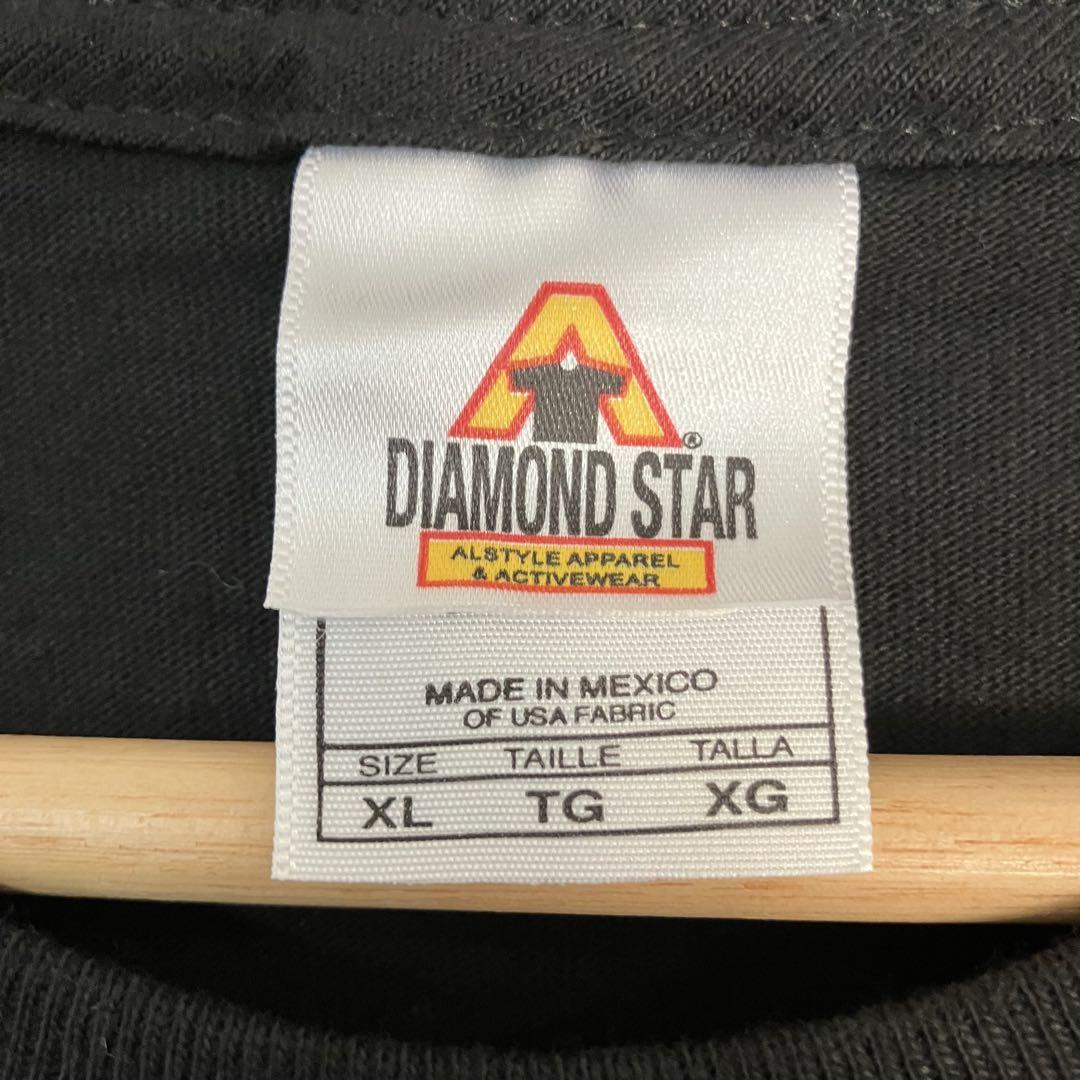 DIAMOND STAR®
ALSTYLE APPAREL
& ACTIVEWEAR
MADE IN MEXICO
OF USA FABRIC
SIZE TAILLE TALLA
XL TG XG